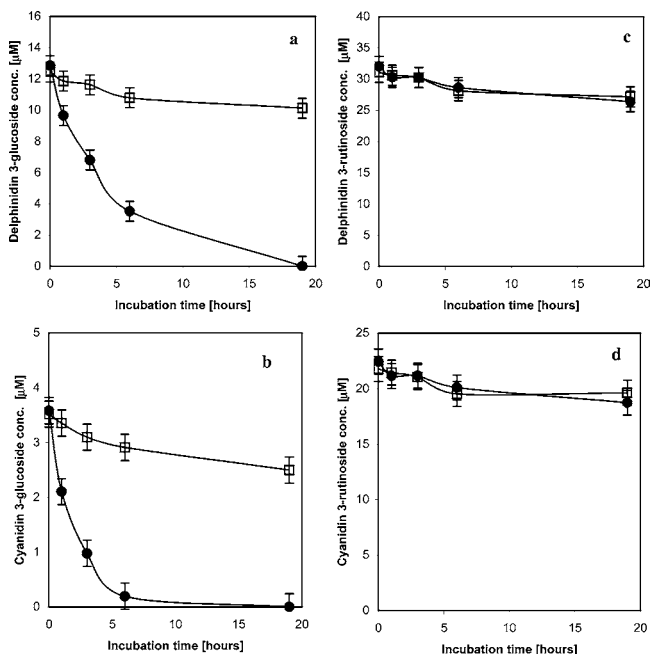 a
16
14
12
10
8
6
4
2
0
Delphinidin 3-glucoside conc. [µM]
0 5 10 15 20
Incubation time [hours]
c
40
35
30
25
20
15
10
5
0
Delphinidin 3-rutinoside conc. [µM]
0 5 10 15 20
Incubation time [hours]
b
5
4
3
2
1
0
Cyanidin 3-glucoside conc. [µM]
0 5 10 15 20
Incubation time [hours]
d
25
20
15
10
5
0
Cyanidin 3-rutinoside conc. [µM]
0 5 10 15 20
Incubation time [hours]